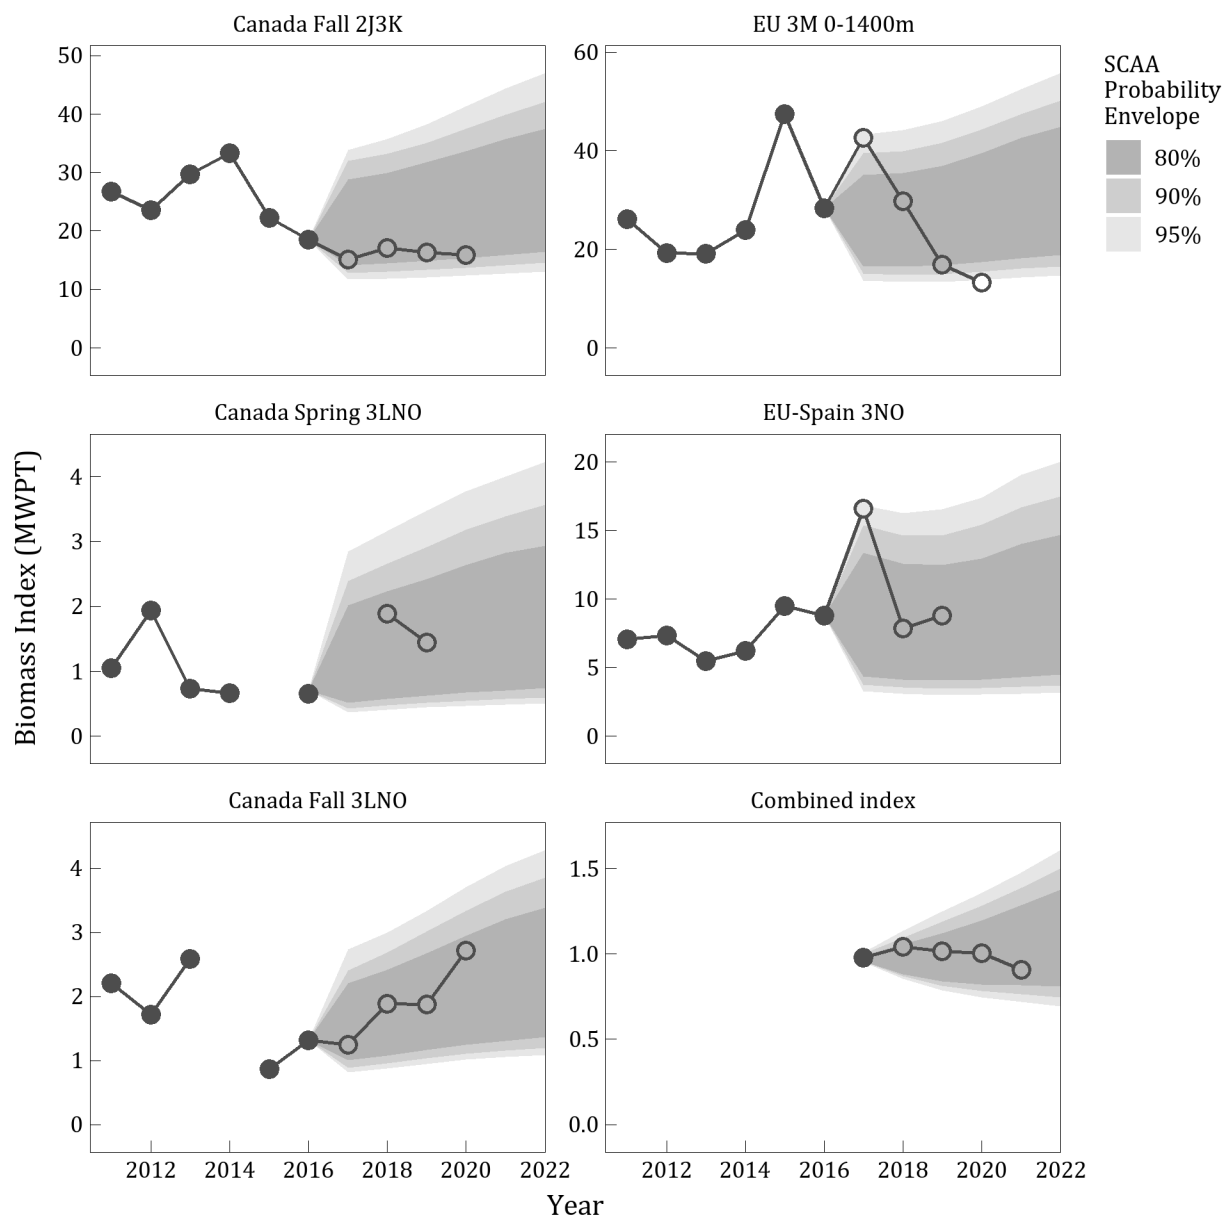 Canada Fall 2J3K
EU 3M 0-1400m
SCAA
Probability
Envelope
80%
90%
95%
50
40
30
20
10
0
60
40
20
0
Canada Spring 3LNO
EU-Spain 3NO
Biomass Index (MWPT)
4
3
2
1
0
20
15
10
5
0
Canada Fall 3LNO
Combined index
4
3
2
1
0
1.5
1.0
0.5
0.0
2012 2014 2016 2018 2020 2022
2012 2014 2016 2018 2020 2022
Year